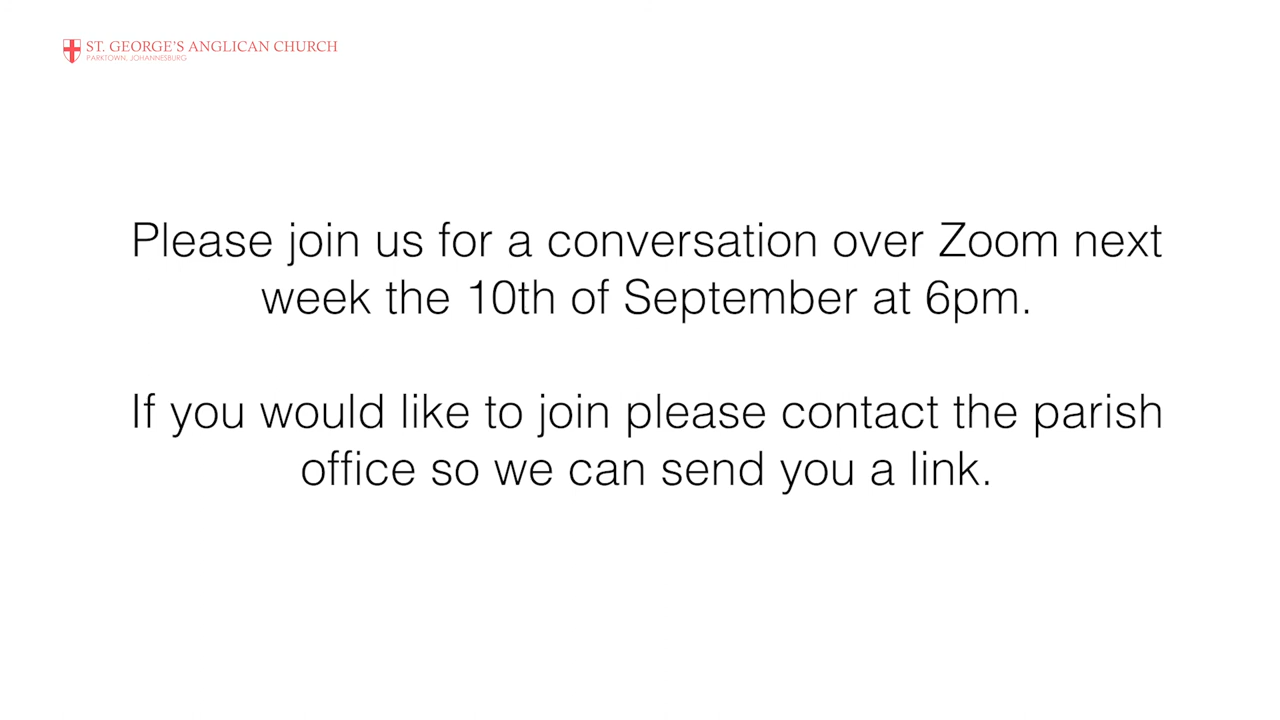 ST. GEORGE'S ANGLICAN CHURCH
PARKTOWN, JOHANNESBURG
Please join us for a conversation over Zoom next
week the 10th of September at 6pm.
If you would like to join please contact the parish
office so we can send you a link.